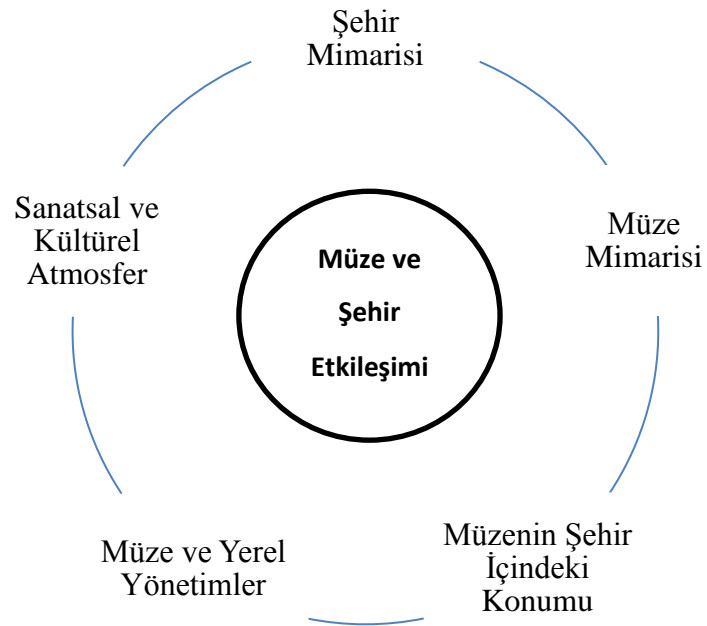 Şehir
Mimarisi
Müze
Mimarisi
Müzenin Şehir
İçindeki
Konumu
Müze ve Yerel
Yönetimler
Sanatsal ve
Kültürel
Atmosfer
Müze ve
Şehir
Etkileşimi